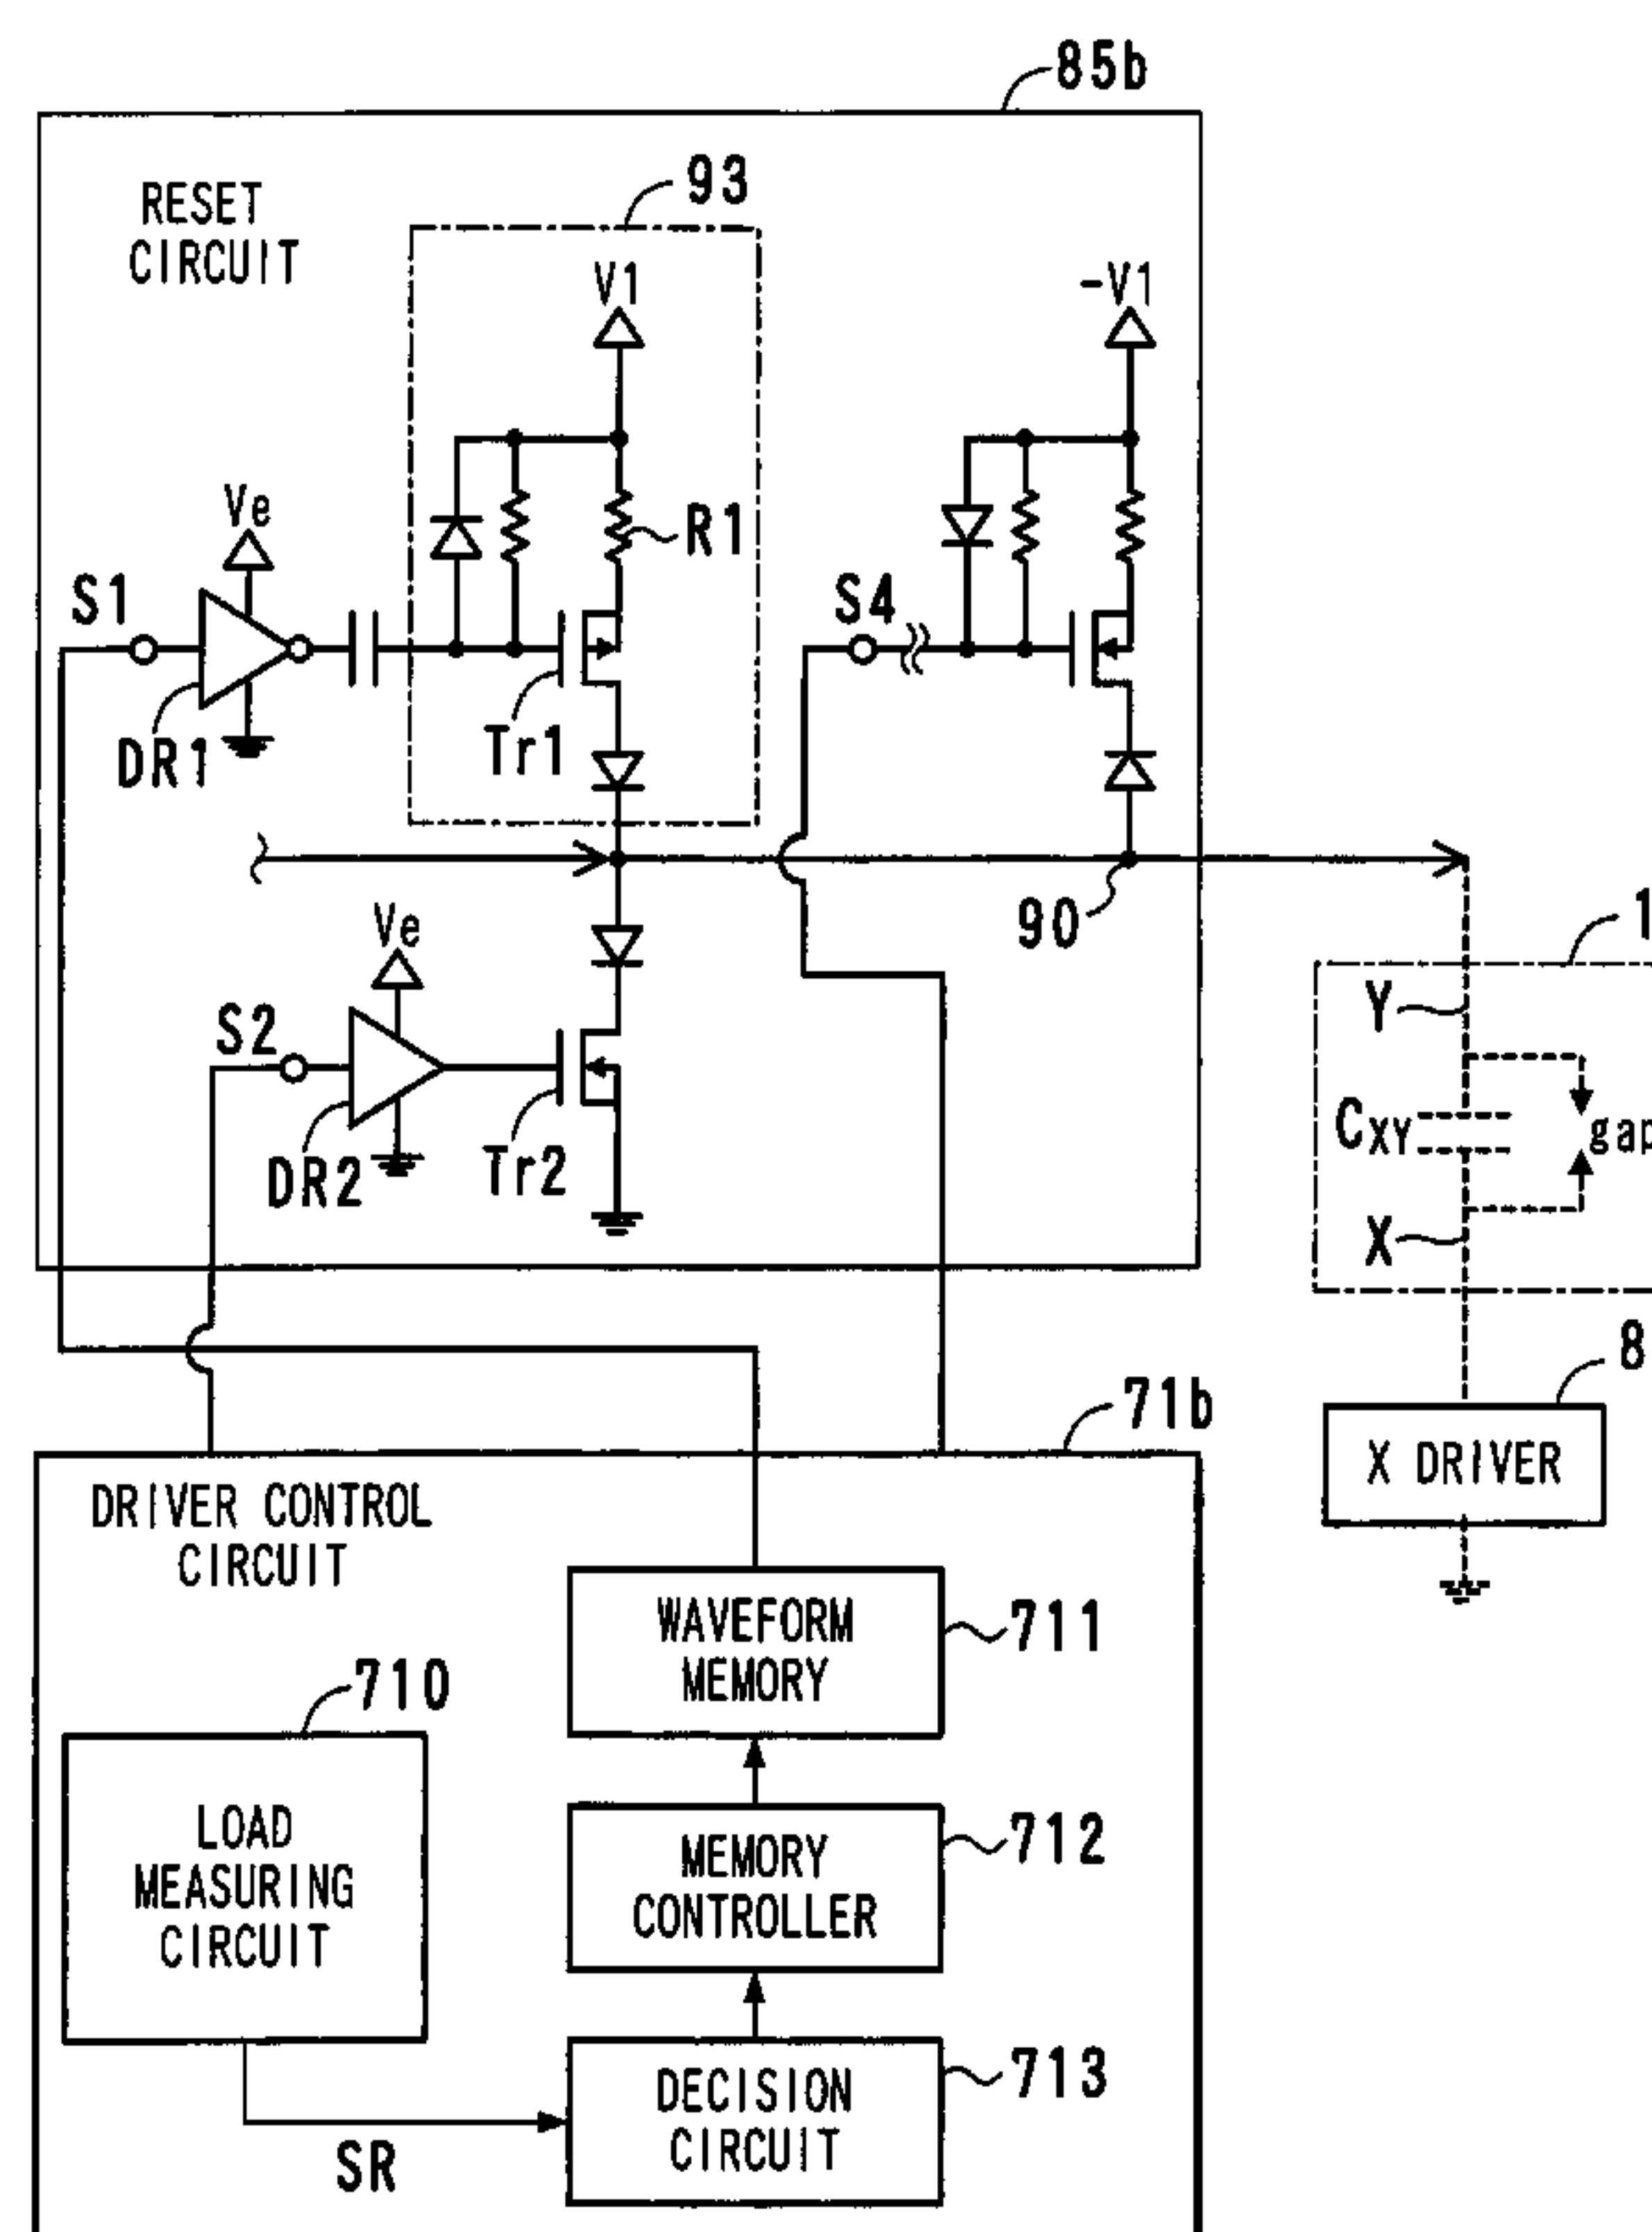 85b
RESET
CIRCUIT
93
V1
-V1
R1
Ve
S1
S4
DR1
Tr1
90
Ve
S2
DR2
Tr2
1
Y
CXY
gap
X
8
X DRIVER
71b
DRIVER CONTROL
CIRCUIT
WAVEFORM
MEMORY
711
710
LOAD
MEASURING
CIRCUIT
MEMORY
CONTROLLER
712
DECISION
CIRCUIT
713
SR